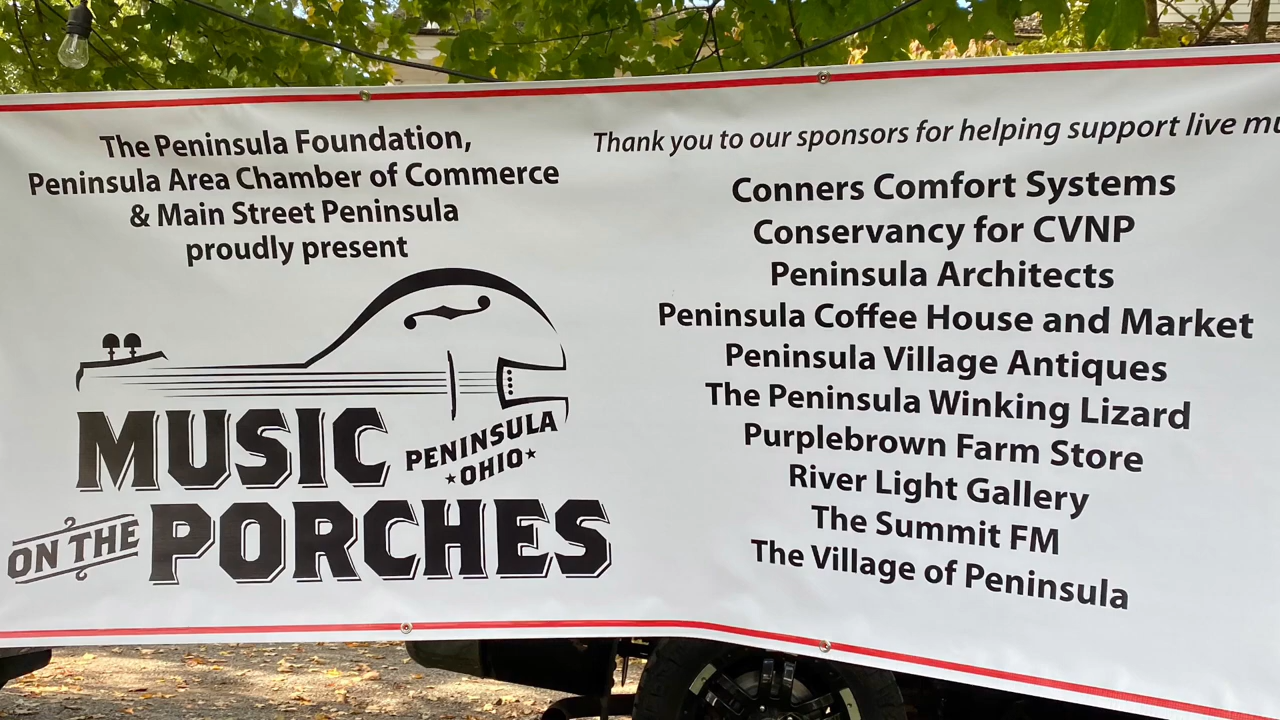 The Peninsula Foundation,
Peninsula Area Chamber of Commerce
& Main Street Peninsula
proudly present
MUSIC
PENINSULA
OHIO
ON THE PORCHES
Thank you to our sponsors for helping support live
Conners Comfort Systems
Conservancy for CVNP
Peninsula Architects
Peninsula Coffee House and Market
Peninsula Village Antiques
The Peninsula Winking Lizard
Purplebrown Farm Store
River Light Gallery
The Summit FM
The Village of Peninsula